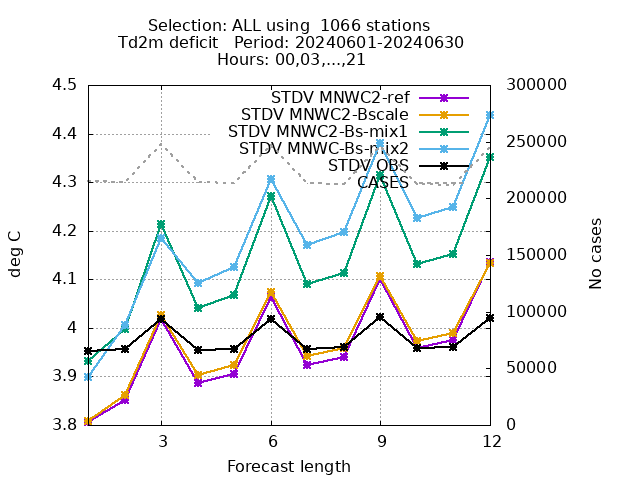 Selection: ALL using  1066 stations
Td2m deficit   Period: 20240601-20240630
Hours: 00,03,...,21
4.5
4.4
4.3
4.2
4.1
4
3.9
3.8
deg C
STDV MNWC2-ref
STDV MNWC2-Bscale
STDV MNWC2-Bs-mix1
STDV MNWC-Bs-mix2
STDV OBS
CASES
300000
250000
200000
150000
100000
50000
0
No cases
3
6
9
12
Forecast length